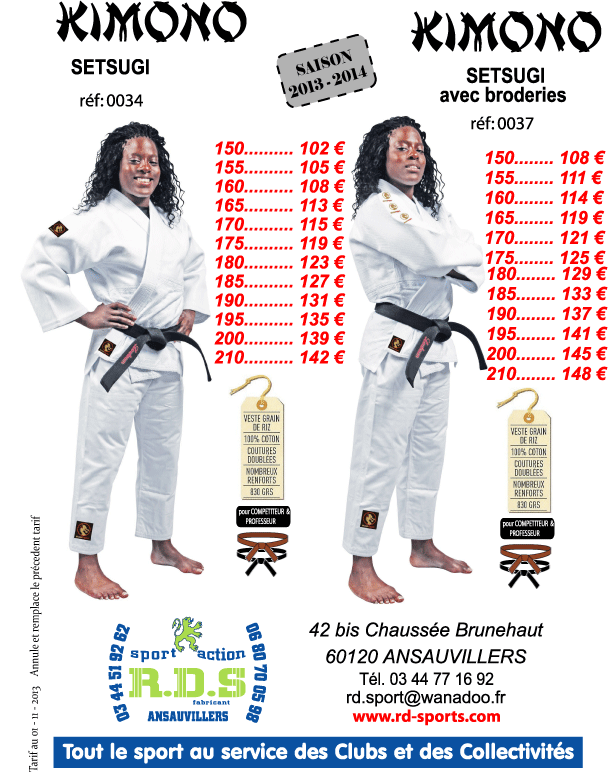 KIMONO
SETSUGI
réf: 0034
SAISON
2013 - 2014
KIMONO
SETSUGI
avec broderies
réf: 0037
150.......... 102 €
155.......... 105 €
160.......... 108 €
165.......... 113 €
170.......... 115 €
175.......... 119 €
180.......... 123 €
185.......... 127 €
190.......... 131 €
195.......... 135 €
200.......... 139 €
210.......... 142 €
150........ 108 €
155........ 111 €
160........ 114 €
165........ 119 €
170........ 121 €
175........ 125 €
180........ 129 €
185........ 133 €
190........ 137 €
195........ 141 €
200........ 145 €
210........ 148 €
VESTE GRAIN
DE RIZ
100% COTON
COUTURES
DOUBLÉES
NOMBREUX
RENFORTS
830 GRS
pour COMPETITEUR &
PROFESSEUR
VESTE GRAIN
DE RIZ
100% COTON
COUTURES
DOUBLÉES
NOMBREUX
RENFORTS
830 GRS
pour COMPETITEUR &
PROFESSEUR
Tarif au 01 - 11 - 2013 Annule et remplace le précedent tarif
03 44 51 92 62
sport action
R.D.S
fabricant
ANSAUVILLERS
06 80 70 05 98
42 bis Chaussée Brunehaut
60120 ANSAUVILLERS
Tél. 03 44 77 16 92
rd.sport@wanadoo.fr
www.rd-sports.com
Tout le sport au service des Clubs et des Collectivités